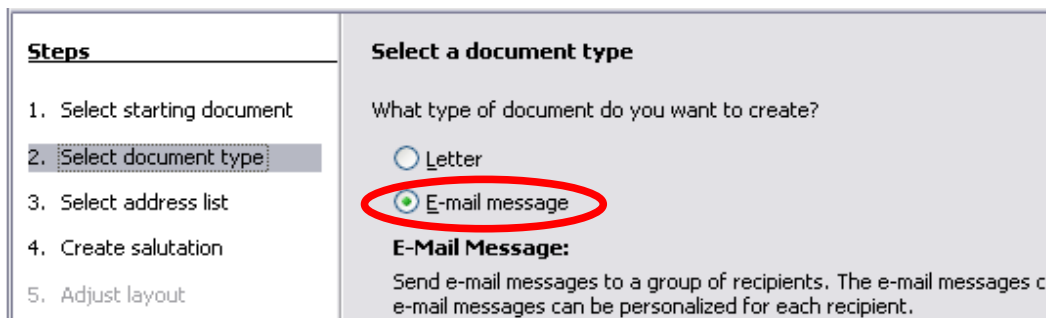 Steps
1. Select starting document
2. Select document type
3. Select address list
4. Create salutation
5. Adjust layout
Select a document type
What type of document do you want to create?
Letter
E-mail message
E-Mail Message:
Send e-mail messages to a group of recipients. The e-mail messages c
e-mail messages can be personalized for each recipient.